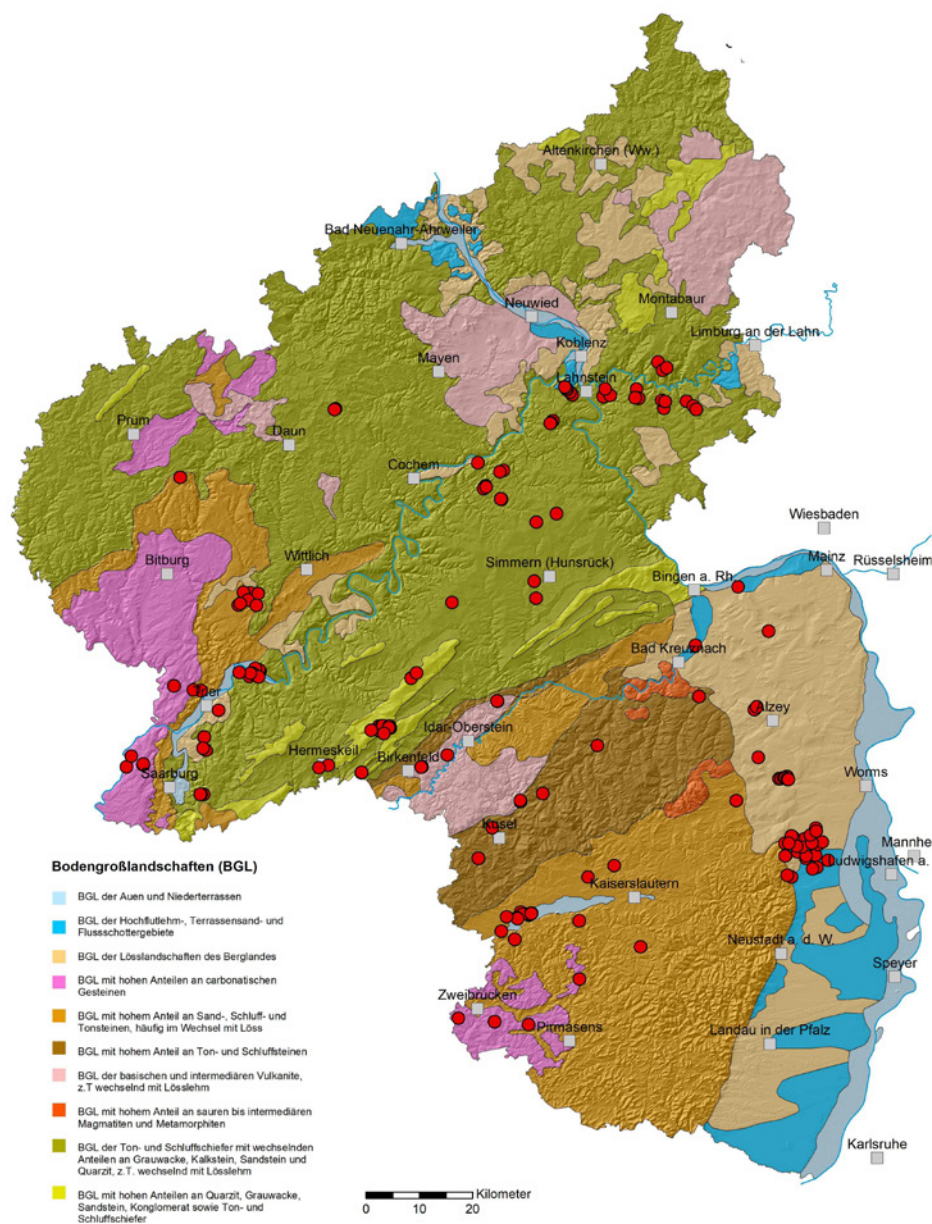 Altenkirchen (Ww.)
Bad Neuenahr-Ahrweiler
Neuwied
Montabaur
Limburg an der Lahn
Koblenz
Mayen
Lahnstein
Prüm
Daun
Cochem
Wiesbaden
Bitburg
Wittlich
Simmern (Hunsrück)
Bingen a. Rh.
Mainz
Rüsselsheim
Bad Kreuznach
Trier
Alzey
Idar-Oberstein
Hermeskeil
Birkenfeld
Saarburg
Worms
Kusel
Mannhe
Ludwigshafen a.
Kaiserslautern
Neustadt a. d. W.
Speyer
Zweibrücken
Pirmasens
Landau in der Pfalz
Karlsruhe
Bodengroßlandschaften (BGL)
BGL der Auen und Niederterrassen
BGL der Hochflutlehm-, Terrassensand- und
Flussschottergebiete
BGL der Lösslandschaften des Berglandes
BGL mit hohen Anteilen an carbonatischen
Gesteinen
BGL mit hohem Anteil an Sand-, Schluff- und
Tonsteinen, häufig im Wechsel mit Löss
BGL mit hohem Anteil an Ton- und Schluffsteinen
BGL der basischen und intermediären Vulkanite,
z.T wechselnd mit Lösslehm
BGL mit hohem Anteil an sauren bis intermediären
Magmatiten und Metamorphiten
BGL der Ton- und Schluffschiefer mit wechselnden
Anteilen an Grauwacke, Kalkstein, Sandstein und
Quarzit, z.T. wechselnd mit Lösslehm
BGL mit hohen Anteilen an Quarzit, Grauwacke,
Sandstein, Konglomerat sowie Ton- und
Schluffschiefer
Kilometer
20 10 0 20